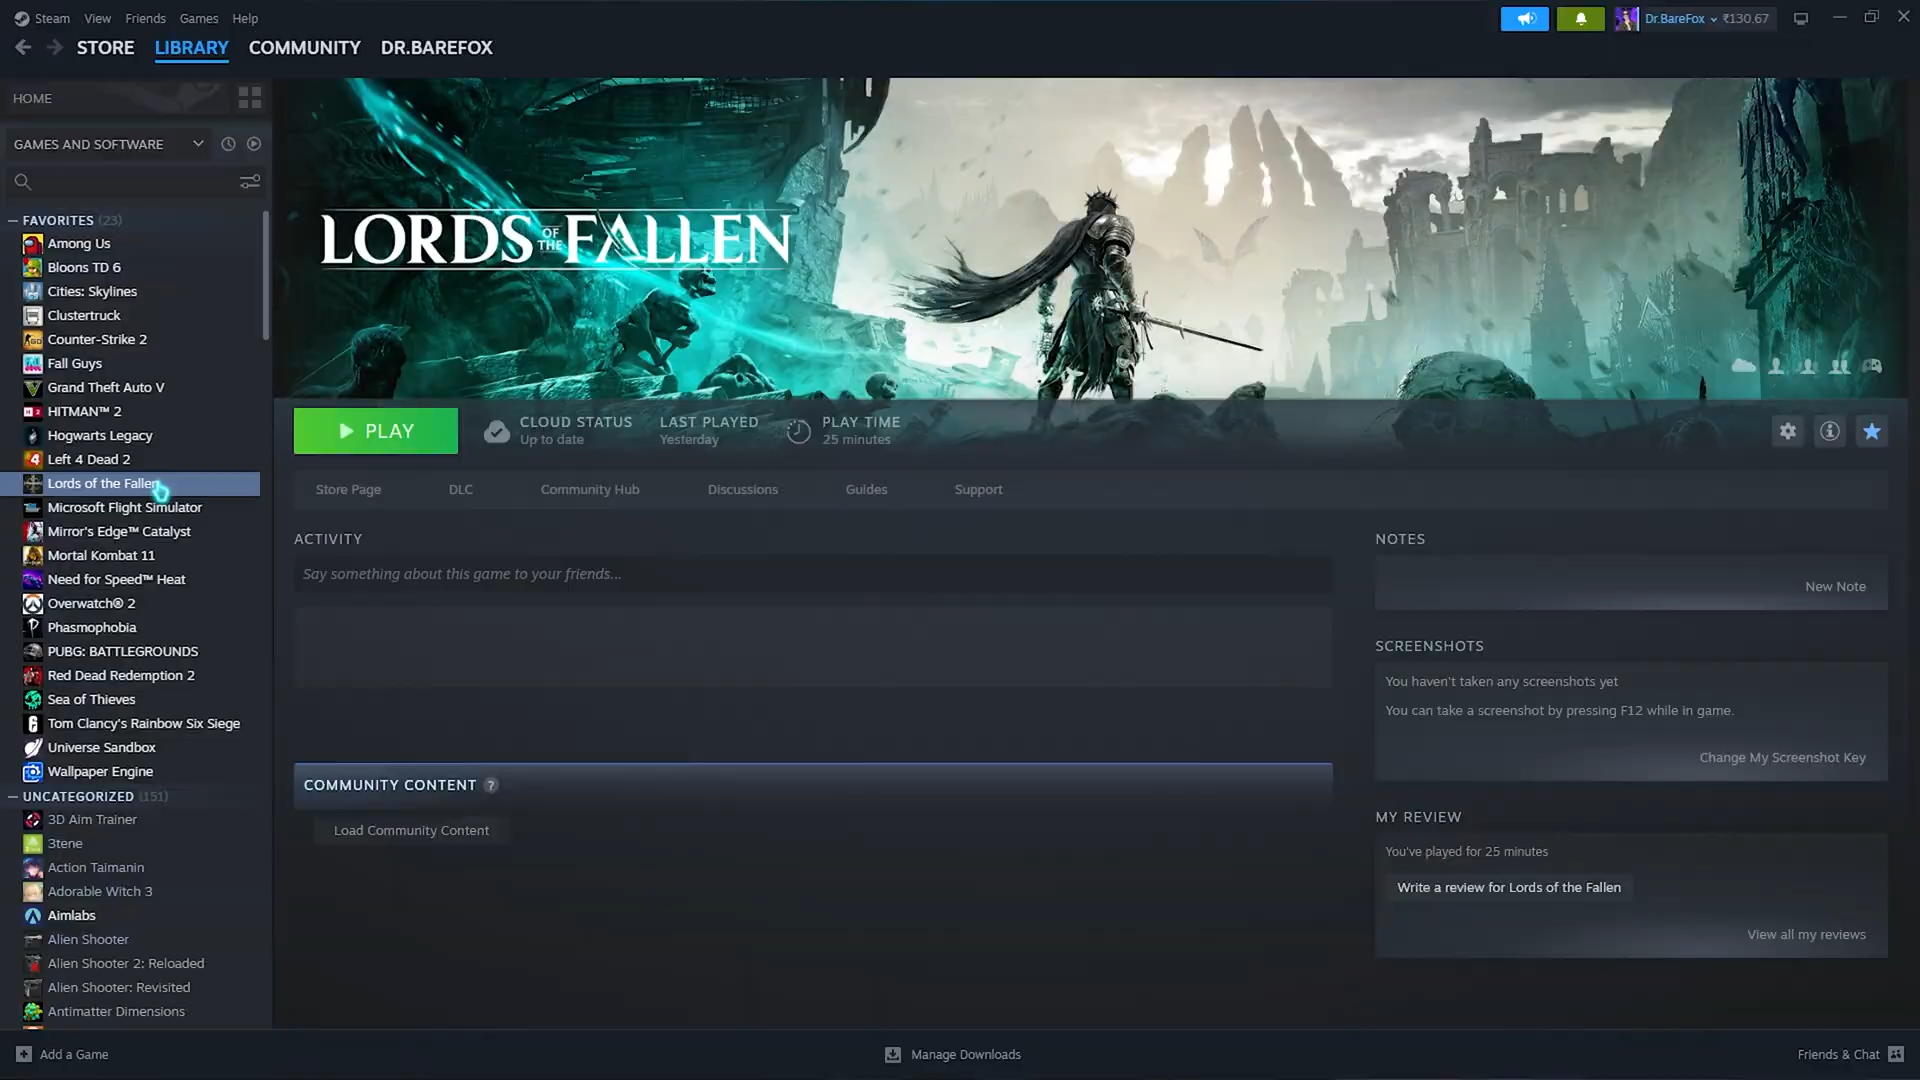 Steam View Friends Games Help
Dr.BareFox ₹130.67
STORE LIBRARY COMMUNITY DR.BAREFOX
HOME
GAMES AND SOFTWARE
FAVORITES (23)
Among Us
Bloons TD 6
Cities: Skylines
Clustertruck
Counter-Strike 2
Fall Guys
Grand Theft Auto V
HITMAN™ 2
Hogwarts Legacy
Left 4 Dead 2
Lords of the Fallen
Microsoft Flight Simulator
Mirror's Edge™ Catalyst
Mortal Kombat 11
Need for Speed™ Heat
Overwatch® 2
Phasmophobia
PUBG: BATTLEGROUNDS
Red Dead Redemption 2
Sea of Thieves
Tom Clancy's Rainbow Six Siege
Universe Sandbox
Wallpaper Engine
UNCATEGORIZED (151)
3D Aim Trainer
3tene
Action Taimanin
Adorable Witch 3
Aimlabs
Alien Shooter
Alien Shooter 2: Reloaded
Alien Shooter: Revisited
Antimatter Dimensions
LORDS OF THE FALLEN
PLAY
CLOUD STATUS
Up to date
LAST PLAYED
Yesterday
PLAY TIME
25 minutes
Store Page DLC Community Hub Discussions Guides Support
ACTIVITY
Say something about this game to your friends...
COMMUNITY CONTENT ?
Load Community Content
NOTES
New Note
SCREENSHOTS
You haven't taken any screenshots yet
You can take a screenshot by pressing F12 while in game.
Change My Screenshot Key
MY REVIEW
You've played for 25 minutes
Write a review for Lords of the Fallen
View all my reviews
Add a Game
Manage Downloads
Friends & Chat